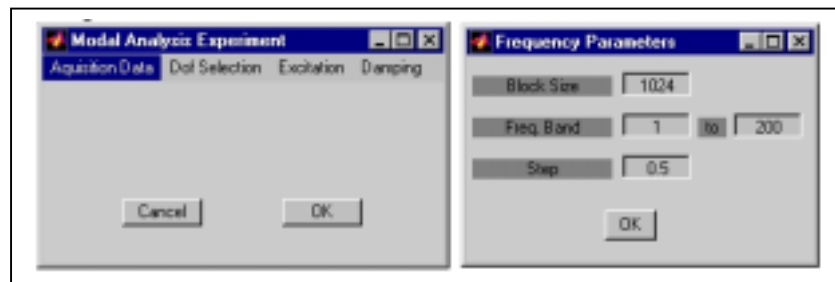 Modal Analysis Experiment
Aquisition Data Dof Selection Excitation Damping
Cancel OK
Frequency Parameters
Block Size 1024
Freq. Band 1 to 200
Step 0.5
OK